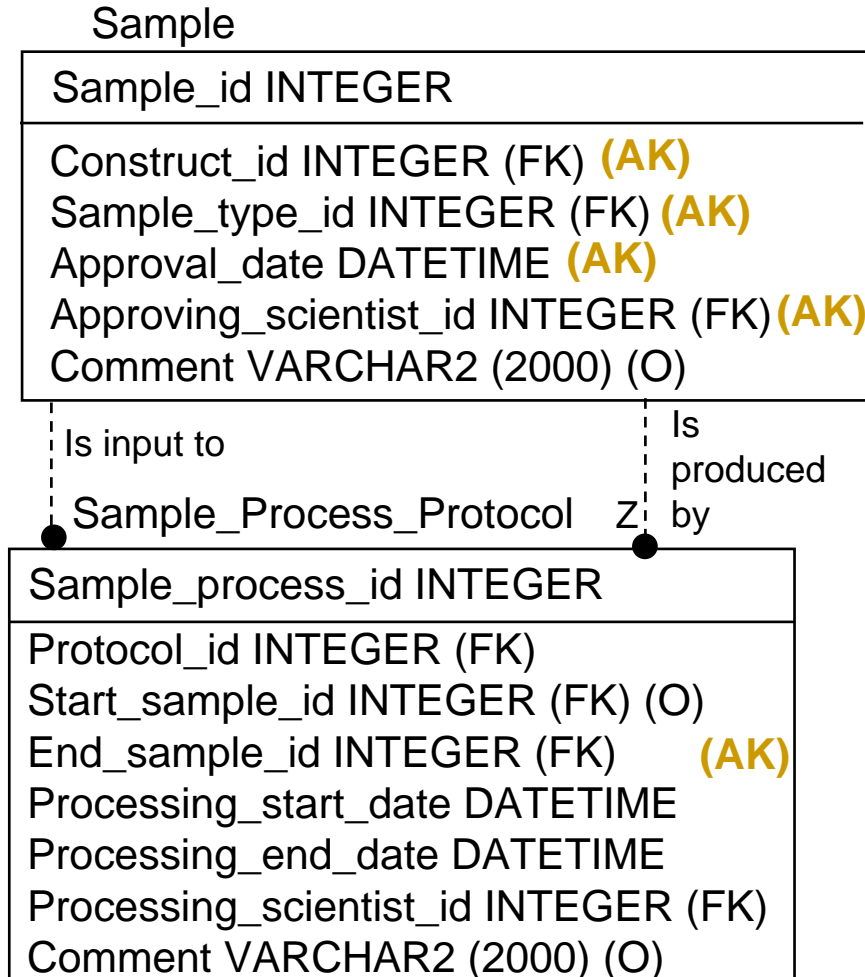 Sample
Sample_id INTEGER
Construct_id INTEGER (FK) (AK)
Sample_type_id INTEGER (FK) (AK)
Approval_date DATETIME (AK)
Approving_scientist_id INTEGER (FK) (AK)
Comment VARCHAR2 (2000) (O)
Is input to
Is
produced
by
Z
Sample_Process_Protocol
Sample_process_id INTEGER
Protocol_id INTEGER (FK)
Start_sample_id INTEGER (FK) (O)
End_sample_id INTEGER (FK) (AK)
Processing_start_date DATETIME
Processing_end_date DATETIME
Processing_scientist_id INTEGER (FK)
Comment VARCHAR2 (2000) (O)